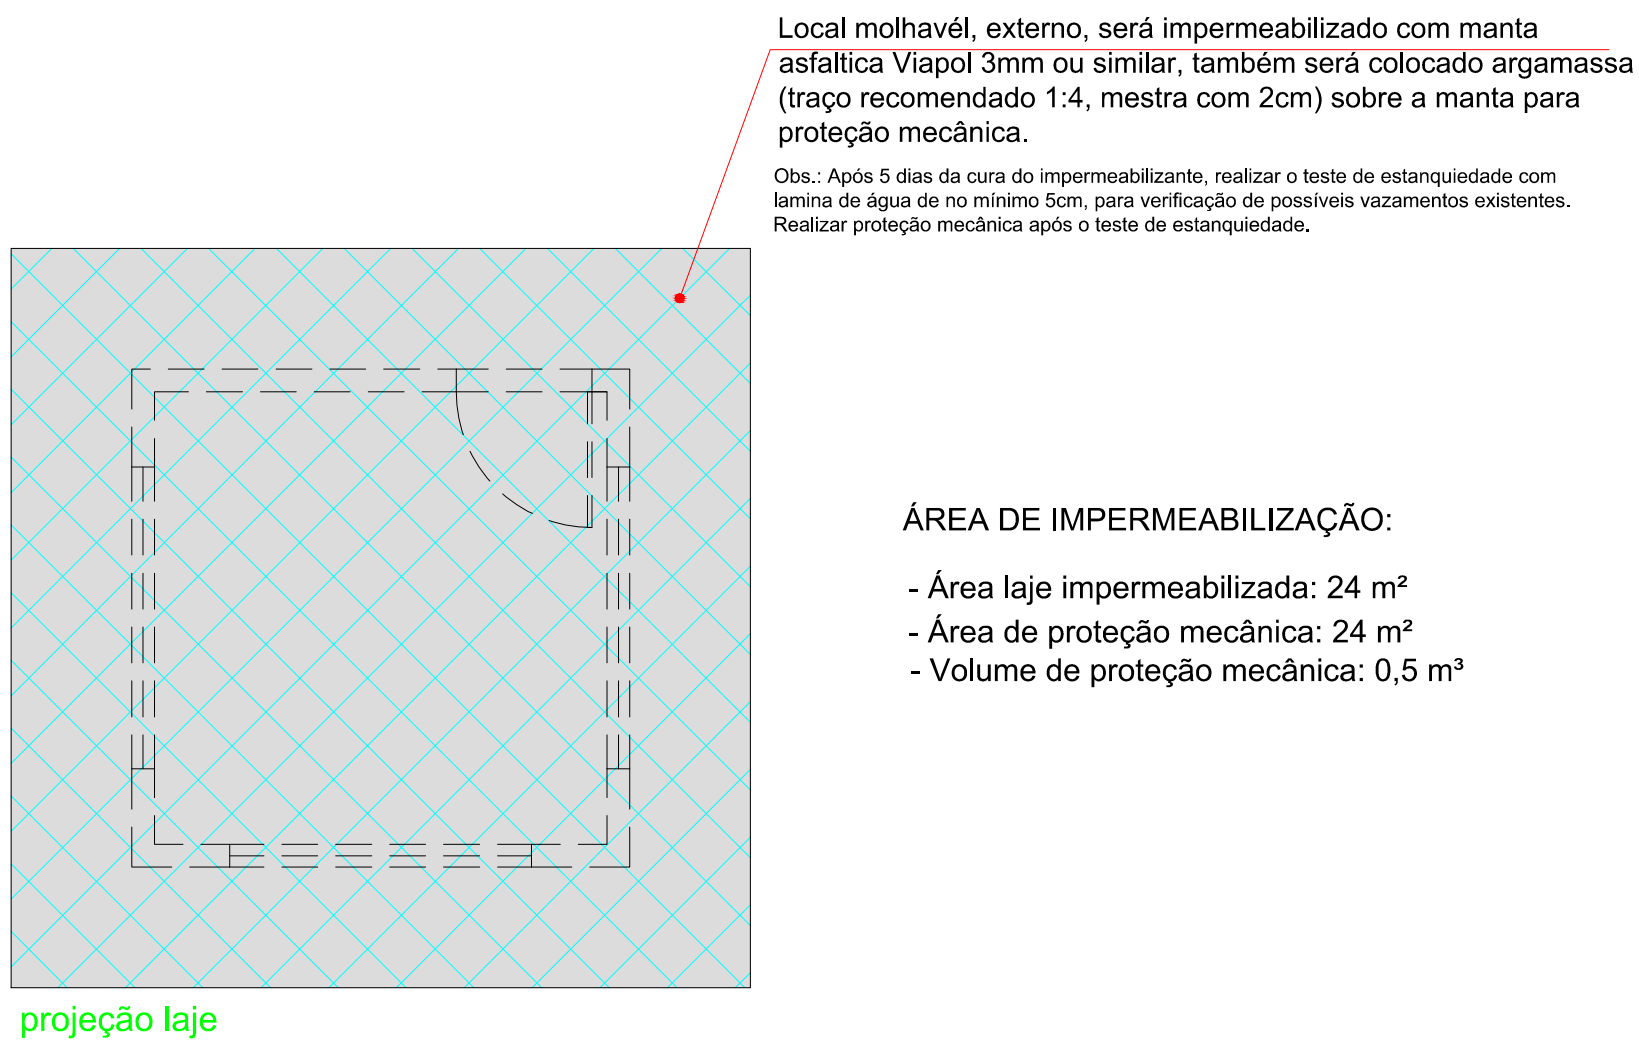 Local molhavél, externo, será impermeabilizado com manta
asfaltica Viapol 3mm ou similar, também será colocado argamassa
(traço recomendado 1:4, mestra com 2cm) sobre a manta para
proteção mecânica.
Obs.: Após 5 dias da cura do impermeabilizante, realizar o teste de estanquiedade com
lamina de água de no mínimo 5cm, para verificação de possíveis vazamentos existentes.
Realizar proteção mecânica após o teste de estanquiedade.
ÁREA DE IMPERMEABILIZAÇÃO:
- Área laje impermeabilizada: 24 m²
- Área de proteção mecânica: 24 m²
- Volume de proteção mecânica: 0,5 m³
projeção laje